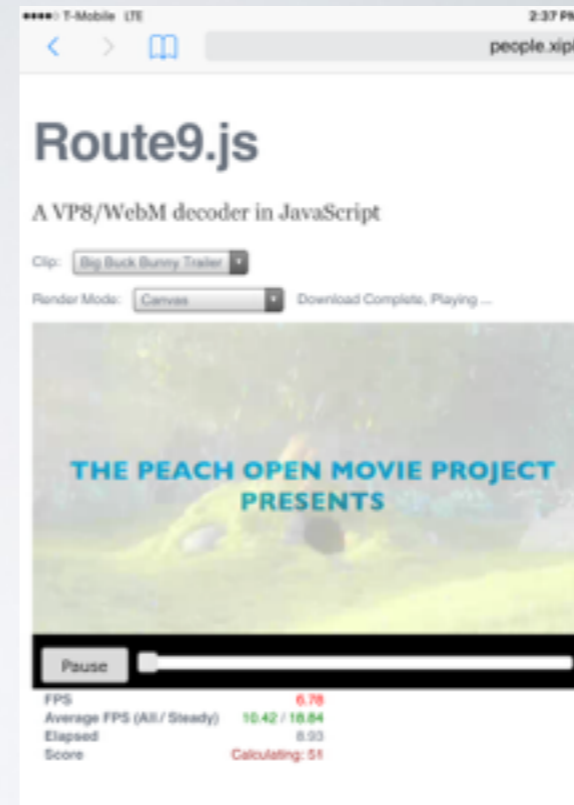 T-Mobile LTE 2:37 PM
people.xiph
Route9.js
A VP8/WebM decoder in JavaScript
Clip: Big Buck Bunny Trailer
Render Mode: Canvas Download Complete, Playing ...
THE PEACH OPEN MOVIE PROJECT
PRESENTS
Pause
FPS 6.78
Average FPS (All / Steady) 10.42 / 18.84
Elapsed 8.93
Score Calculating: 51